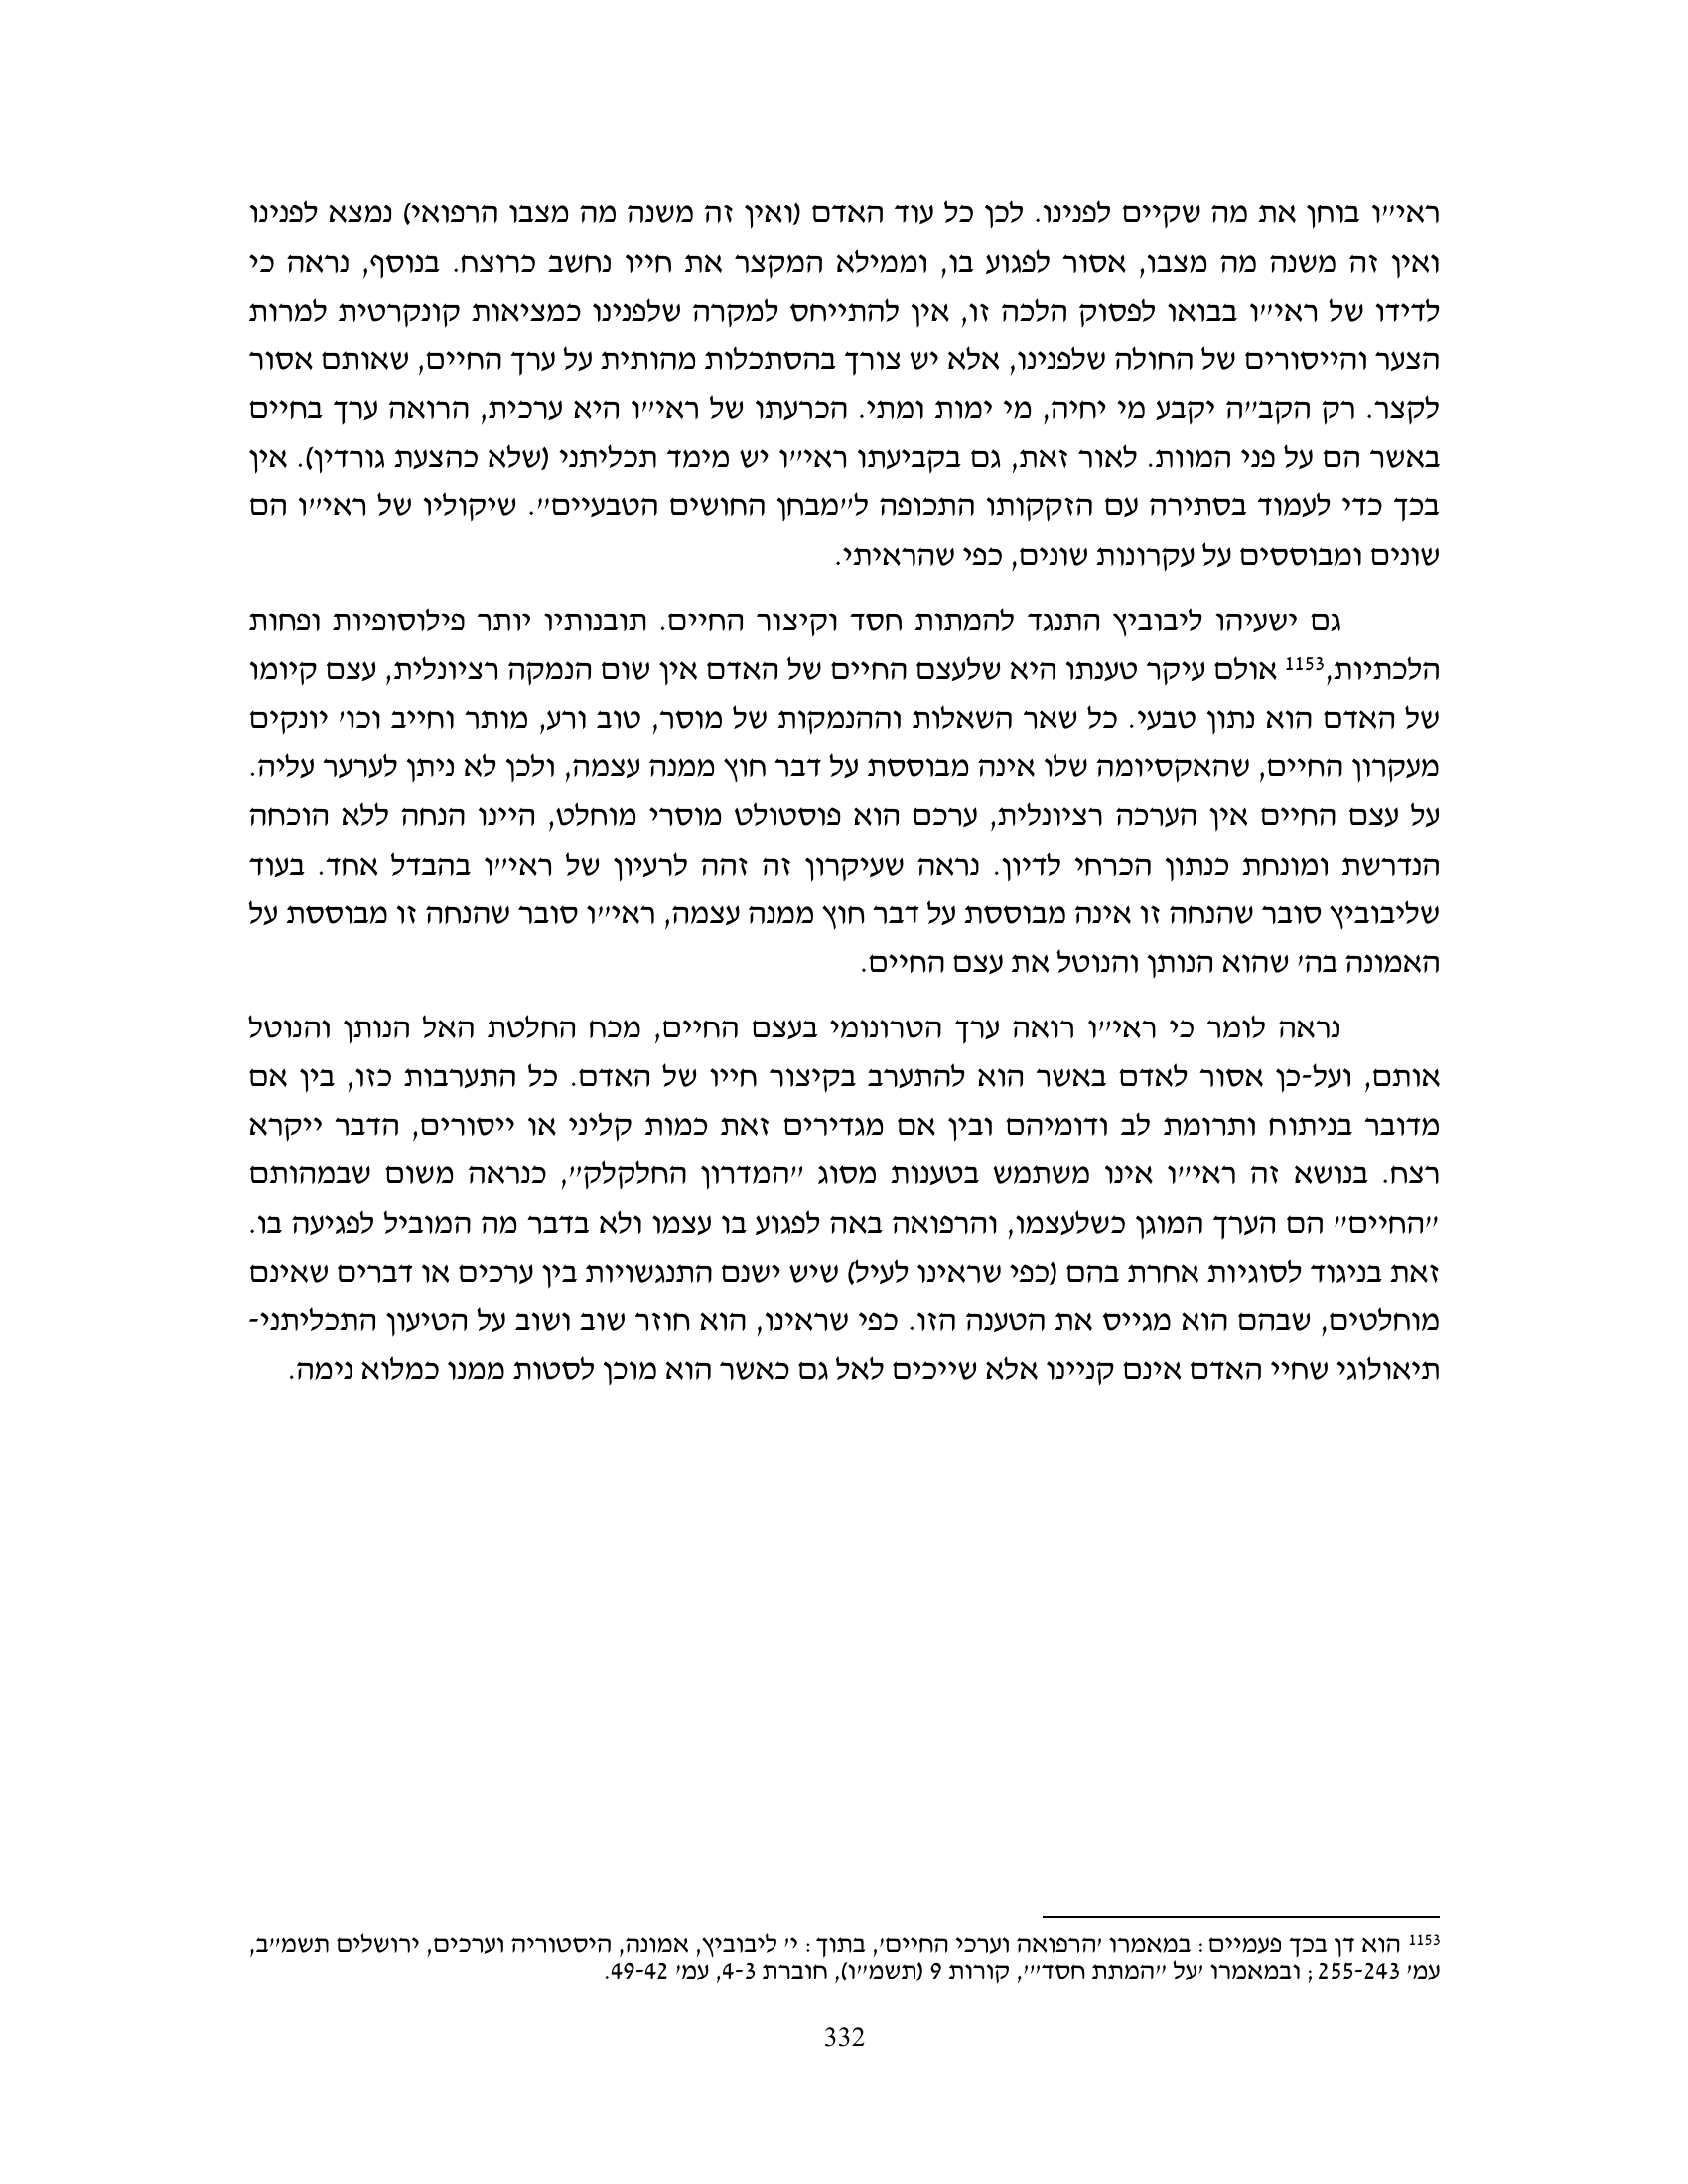 ראי״ו בוחן את מה שקיים לפנינו. לכן כל עוד האדם (ואין זה משנה מה מצבו הרפואי) נמצא לפנינו
ואין זה משנה מה מצבו, אסור לפגוע בו, וממילא המקצר את חייו נחשב כרוצח. בנוסף, נראה כי
לדידו של ראי״ו בבואו לפסוק הלכה זו, אין להתייחס למקרה שלפנינו כמציאות קונקרטית למרות
הצער והייסורים של החולה שלפנינו, אלא יש צורך בהסתכלות מהותית על ערך החיים, שאותם אסור
לקצר. רק הקב״ה יקבע מי יחיה, מי ימות ומתי. הכרעתו של ראי״ו היא ערכית, הרואה ערך בחיים
באשר הם על פני המוות. לאור זאת, גם בקביעתו ראי״ו יש מימד תכליתני (שלא כהצעת גורדין). אין
בכך כדי לעמוד בסתירה עם הזקקותו התכופה ל״מבחן החושים הטבעיים״. שיקוליו של ראי״ו הם
שונים ומבוססים על עקרונות שונים, כפי שהראיתי.
גם ישעיהו ליבוביץ התנגד להמתות חסד וקיצור החיים. תובנותיו יותר פילוסופיות ופחות
הלכתיות,1153 אולם עיקר טענתו היא שלעצם החיים של האדם אין שום הנמקה רציונלית, עצם קיומו
של האדם הוא נתון טבעי. כל שאר השאלות וההנמקות של מוסר, טוב ורע, מותר וחייב וכו׳ יונקים
מעקרון החיים, שהאקסיומה שלו אינה מבוססת על דבר חוץ ממנה עצמה, ולכן לא ניתן לערער עליה.
על עצם החיים אין הערכה רציונלית, ערכם הוא פוסטולט מוסרי מוחלט, היינו הנחה ללא הוכחה
הנדרשת ומונחת כנתון הכרחי לדיון. נראה שעיקרון זה זהה לרעיון של ראי״ו בהבדל אחד. בעוד
שליבוביץ סובר שהנחה זו אינה מבוססת על דבר חוץ ממנה עצמה, ראי״ו סובר שהנחה זו מבוססת על
האמונה בה׳ שהוא הנותן והנוטל את עצם החיים.
נראה לומר כי ראי״ו רואה ערך הטרונומי בעצם החיים, מכח החלטת האל הנותן והנוטל
אותם, ועל-כן אסור לאדם באשר הוא להתערב בקיצור חייו של האדם. כל התערבות כזו, בין אם
מדובר בניתוח ותרומת לב ודומיהם ובין אם מגדירים זאת כמות קליני או ייסורים, הדבר ייקרא
רצח. בנושא זה ראי״ו אינו משתמש בטענות מסוג ״המדרון החלקלק״, כנראה משום שבמהותם
״החיים״ הם הערך המוגן כשלעצמו, והרפואה באה לפגוע בו עצמו ולא בדבר מה המוביל לפגיעה בו.
זאת בניגוד לסוגיות אחרת בהם (כפי שראינו לעיל) שיש ישנם התנגשויות בין ערכים או דברים שאינם
מוחלטים, שבהם הוא מגייס את הטענה הזו. כפי שראינו, הוא חוזר שוב ושוב על הטיעון התכליתני-
תיאולוגי שחיי האדם אינם קניינו אלא שייכים לאל גם כאשר הוא מוכן לסטות ממנו כמלוא נימה.
1153 הוא דן בכך פעמיים: במאמרו ׳הרפואה וערכי החיים׳, בתוך: י׳ ליבוביץ, אמונה, היסטוריה וערכים, ירושלים תשמ״ב,
עמ׳ 255-243; ובמאמרו ׳על ״המתת חסד״׳, קורות 9 (תשמ״ו), חוברת 4-3, עמ׳ 49-42.
332